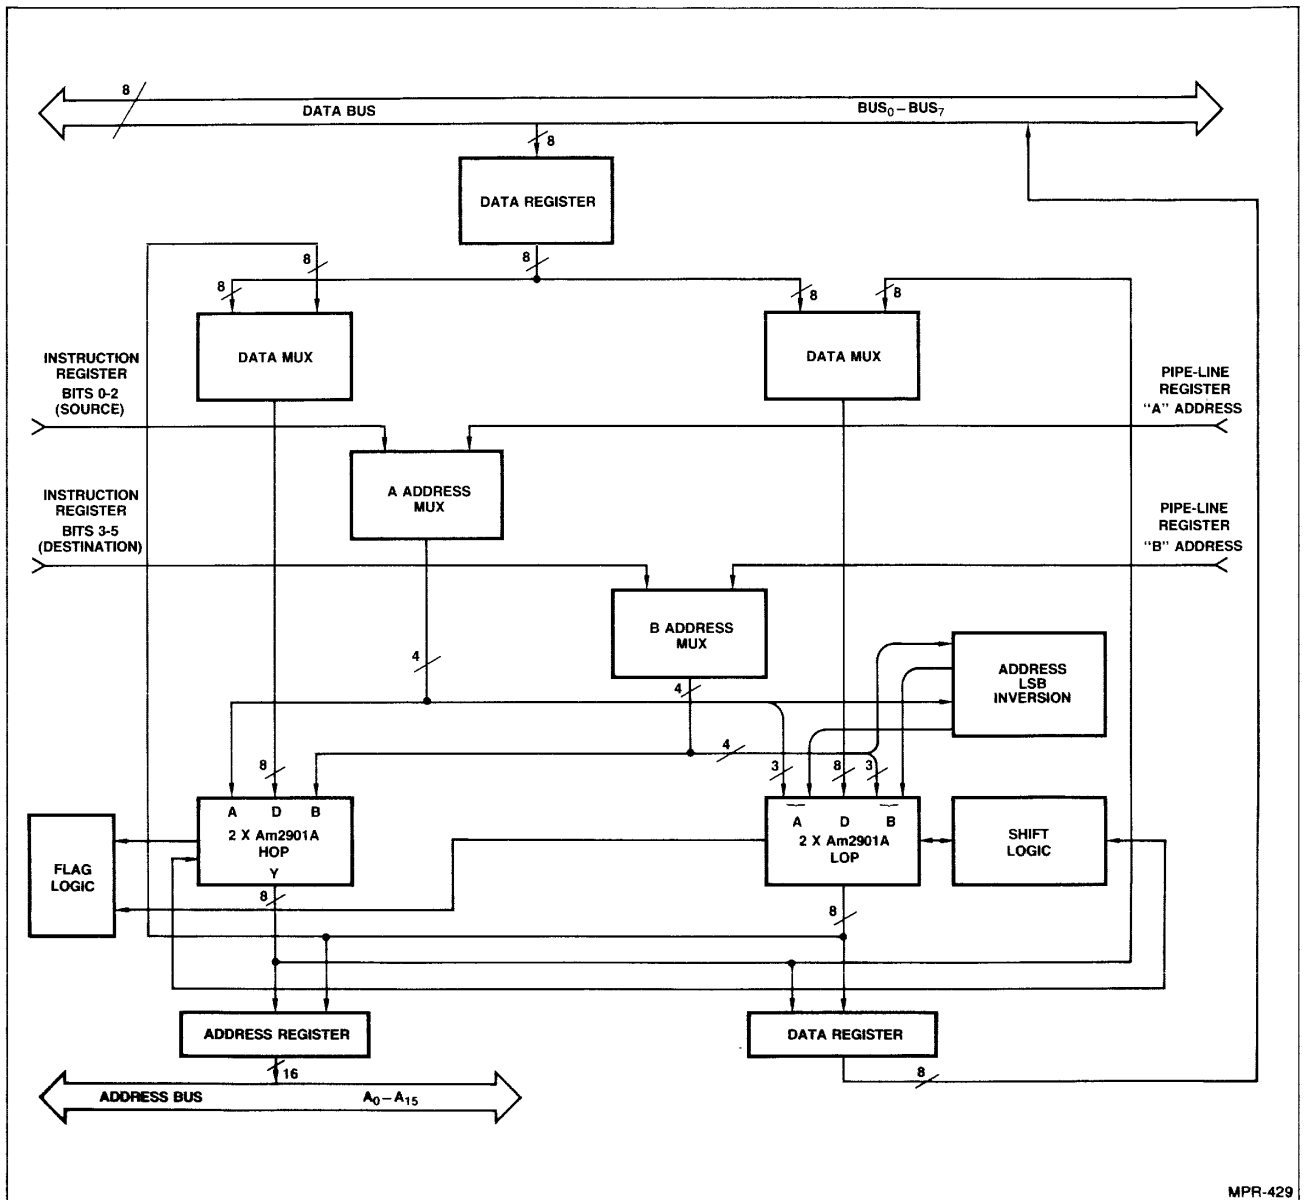 8
DATA BUS
BUS0–BUS7
8
DATA REGISTER
8
8
8
8
8
DATA MUX
DATA MUX
INSTRUCTION
REGISTER
BITS 0-2
(SOURCE)
PIPE-LINE
REGISTER
"A" ADDRESS
A ADDRESS
MUX
INSTRUCTION
REGISTER
BITS 3-5
(DESTINATION)
PIPE-LINE
REGISTER
"B" ADDRESS
B ADDRESS
MUX
ADDRESS
LSB
INVERSION
4
4
4
8
3
8
3
A D B
2 X Am2901A
HOP
Y
A D B
2 X Am2901A
LOP
SHIFT
LOGIC
FLAG
LOGIC
8
8
ADDRESS REGISTER
DATA REGISTER
16
8
ADDRESS BUS
A0–A15
MPR-429